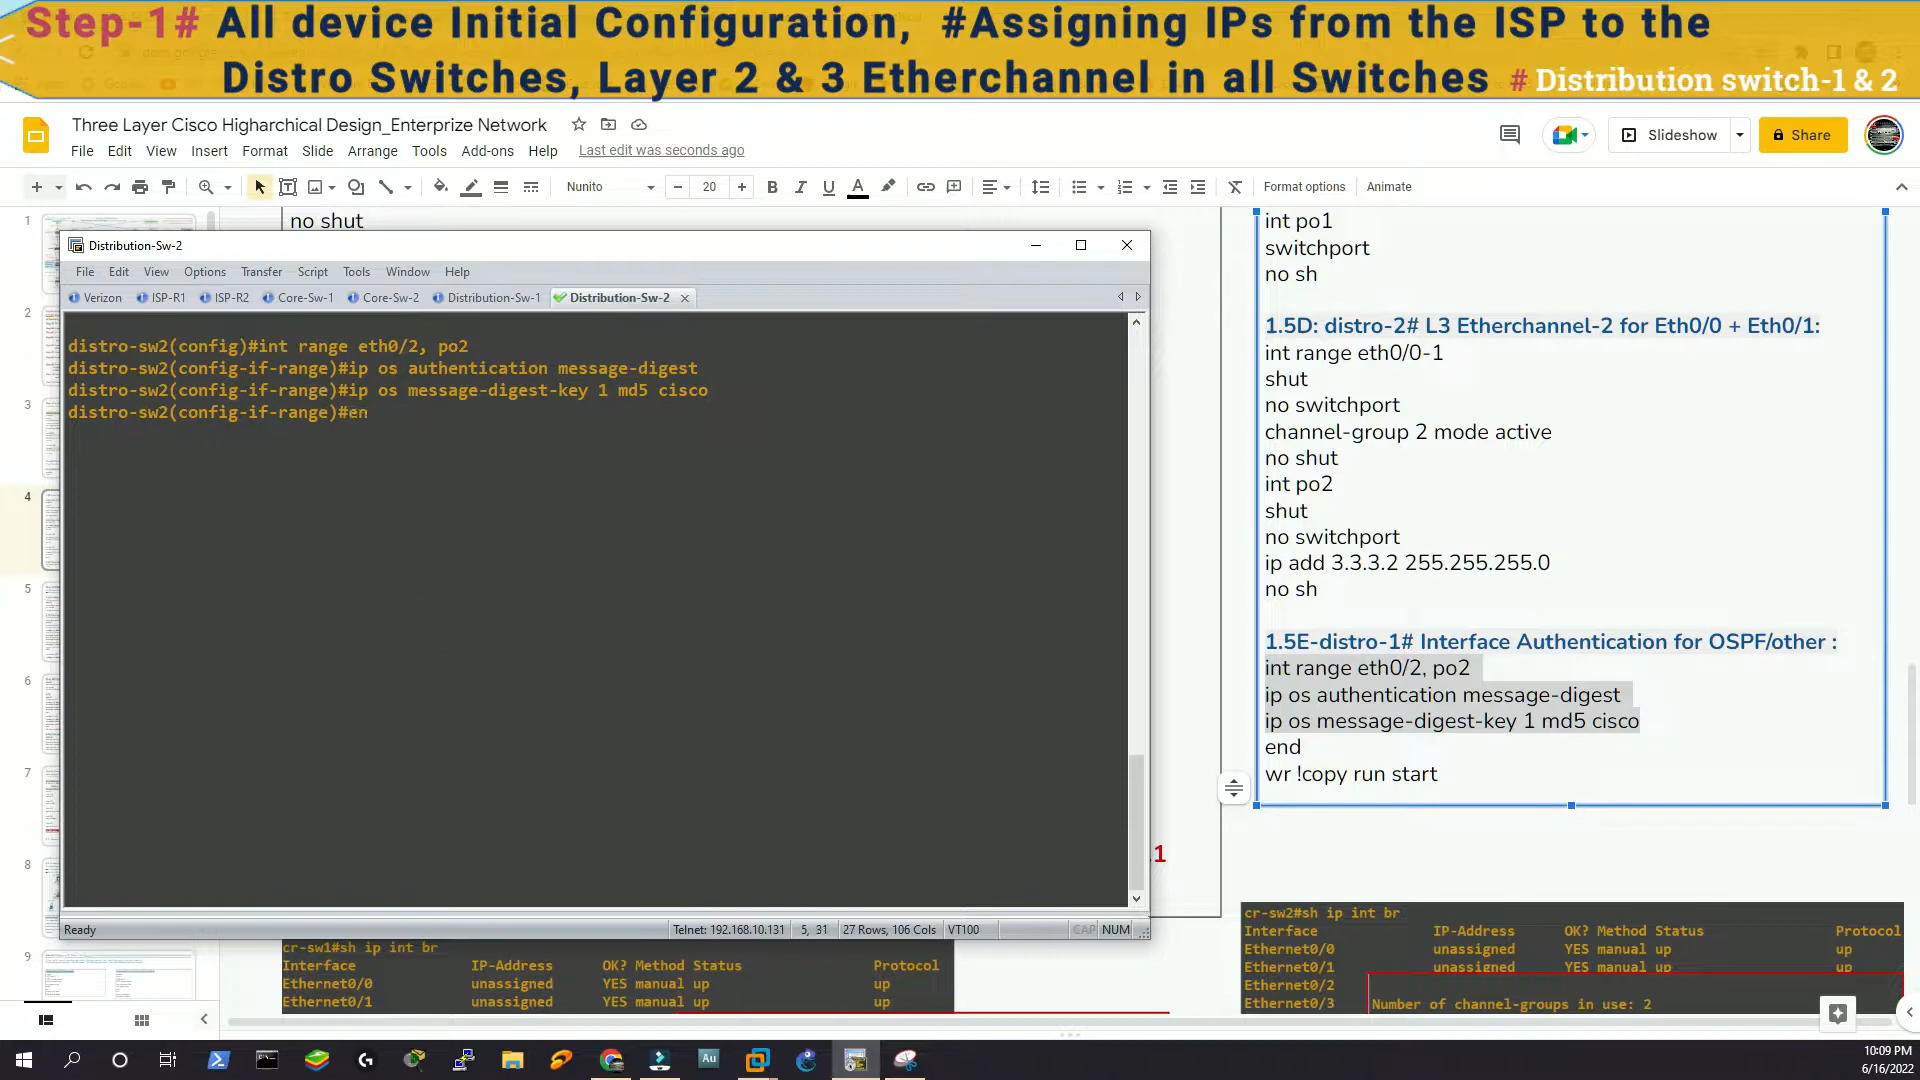 Step-1# All device Initial Configuration, #Assigning IPs from the ISP to the
Distro Switches, Layer 2 & 3 Etherchannel in all Switches # Distribution switch-1 & 2
Three Layer Cisco Higharchical Design_Enterprize Network
Slideshow
Share
File Edit View Insert Format Slide Arrange Tools Add-ons Help Last edit was seconds ago
Nunito
20
Format options
Animate
1
2
3
4
5
6
7
8
9
no shut
Distribution-Sw-2
File Edit View Options Transfer Script Tools Window Help
Verizon ISP-R1 ISP-R2 Core-Sw-1 Core-Sw-2 Distribution-Sw-1 Distribution-Sw-2
distro-sw2(config)#int range eth0/2, po2
distro-sw2(config-if-range)#ip os authentication message-digest
distro-sw2(config-if-range)#ip os message-digest-key 1 md5 cisco
distro-sw2(config-if-range)#en
Ready Telnet: 192.168.10.131 5, 31 27 Rows, 106 Cols VT100 CAP NUM
int po1
switchport
no sh
1.5D: distro-2# L3 Etherchannel-2 for Eth0/0 + Eth0/1:
int range eth0/0-1
shut
no switchport
channel-group 2 mode active
no shut
int po2
shut
no switchport
ip add 3.3.3.2 255.255.255.0
no sh
1.5E-distro-1# Interface Authentication for OSPF/other :
int range eth0/2, po2
ip os authentication message-digest
ip os message-digest-key 1 md5 cisco
end
wr !copy run start
1
cr-sw1#sh ip int br
Interface IP-Address OK? Method Status Protocol
Ethernet0/0 unassigned YES manual up up
Ethernet0/1 unassigned YES manual up up
cr-sw2#sh ip int br
Interface IP-Address OK? Method Status Protocol
Ethernet0/0 unassigned YES manual up up
Ethernet0/1 unassigned YES manual up up
Ethernet0/2
Ethernet0/3
Number of channel-groups in use: 2
10:09 PM
6/16/2022